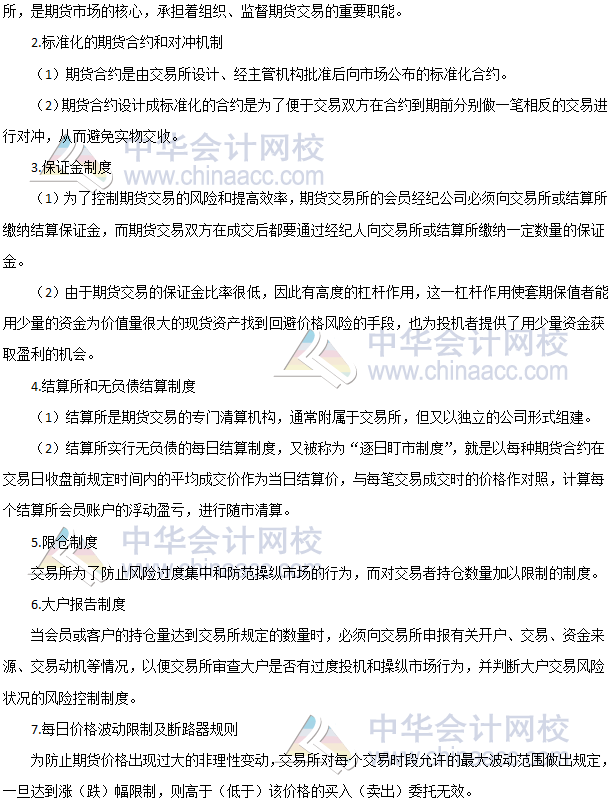 所，是期货市场的核心，承担着组织、监督期货交易的重要职能。
2.标准化的期货合约和对冲机制
（1）期货合约是由交易所设计、经主管机构批准后向市场公布的标准化合约。
（2）期货合约设计成标准化的合约是为了便于交易双方在合约到期前分别做一笔相反的交易进
行对冲，从而避免实物交收。
中华会计网校
www.chinaacc.com
3.保证金制度
（1）为了控制期货交易的风险和提高效率，期货交易所的会员经纪公司必须向交易所或结算所
缴纳结算保证金，而期货交易双方在成交后都要通过经纪人向交易所或结算所缴纳一定数量的保证
金。
（2）由于期货交易的保证金比率很低，因此有高度的杠杆作用，这一杠杆作用使套期保值者能
用少量的资金为价值量很大的现货资产找到回避价格风险的手段，也为投机者提供了用少量资金获
取盈利的机会。
中华会计网校
www.chinaacc.com
4.结算所和无负债结算制度
（1）结算所是期货交易的专门清算机构，通常附属于交易所，但又以独立的公司形式组建。
（2）结算所实行无负债的每日结算制度，又被称为“逐日盯市制度”，就是以每种期货合约在
交易日收盘前规定时间内的平均成交价作为当日结算价，与每笔交易成交时的价格作对照，计算每
个结算所会员账户的浮动盈亏，进行随市清算。
5.限仓制度
中华会计网校
www.chinaacc.com
交易所为了防止风险过度集中和防范操纵市场的行为，而对交易者持仓数量加以限制的制度。
6.大户报告制度
当会员或客户的持仓量达到交易所规定的数量时，必须向交易所申报有关开户、交易、资金来
源、交易动机等情况，以便交易所审查大户是否有过度投机和操纵市场行为，并判断大户交易风险
状况的风险控制制度。
7.每日价格波动限制及断路器规则
中华会计网校
www.chinaacc.com
为防止期货价格出现过大的非理性变动，交易所对每个交易时段允许的最大波动范围做出规定，
一旦达到涨（跌）幅限制，则高于（低于）该价格的买入（卖出）委托无效。